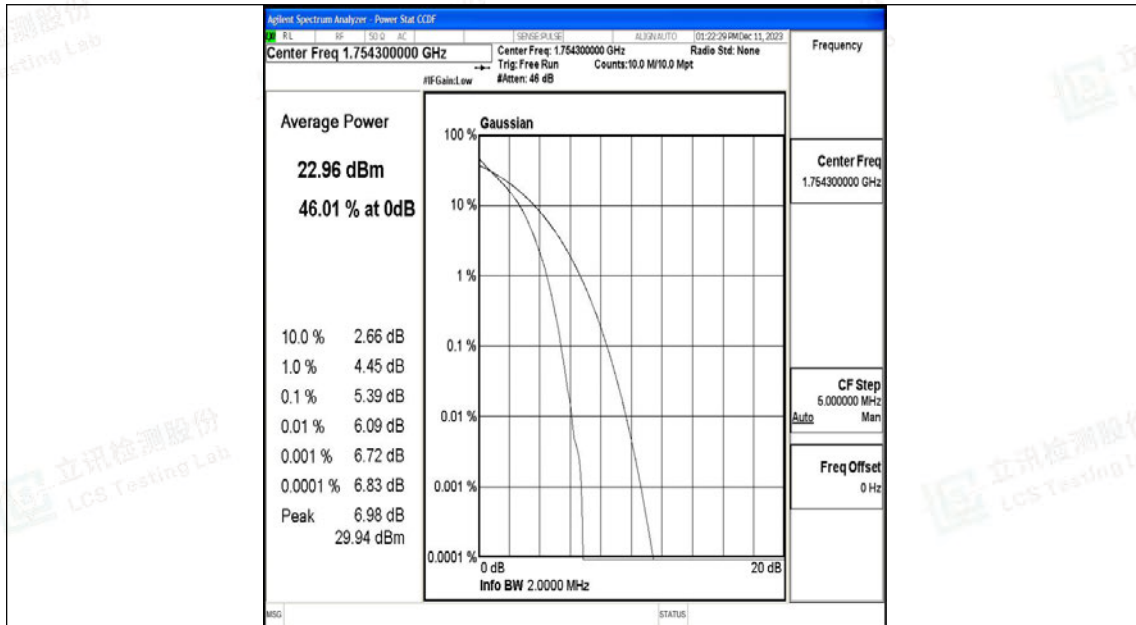 Agilent Spectrum Analyzer - Power Stat CCDF
RL RF 50 Ω AC SENSE:PULSE ALIGN AUTO 01:22:29 PM Dec 11, 2023
Center Freq 1.754300000 GHz
Center Freq: 1.754300000 GHz
Radio Std: None
Trig: Free Run
Counts:10.0 M/10.0 Mpt
#IFGain:Low
#Atten: 46 dB
Frequency
Average Power
22.96 dBm
46.01 % at 0dB
10.0 % 2.66 dB
1.0 % 4.45 dB
0.1 % 5.39 dB
0.01 % 6.09 dB
0.001 % 6.72 dB
0.0001 % 6.83 dB
Peak 6.98 dB
29.94 dBm
Gaussian
100 %
10 %
1 %
0.1 %
0.01 %
0.001 %
0.0001 %
0 dB
20 dB
Info BW 2.0000 MHz
Center Freq
1.754300000 GHz
CF Step
5.000000 MHz
Auto Man
Freq Offset
0 Hz
MSG
STATUS
立讯检测股份
LCS Testing Lab